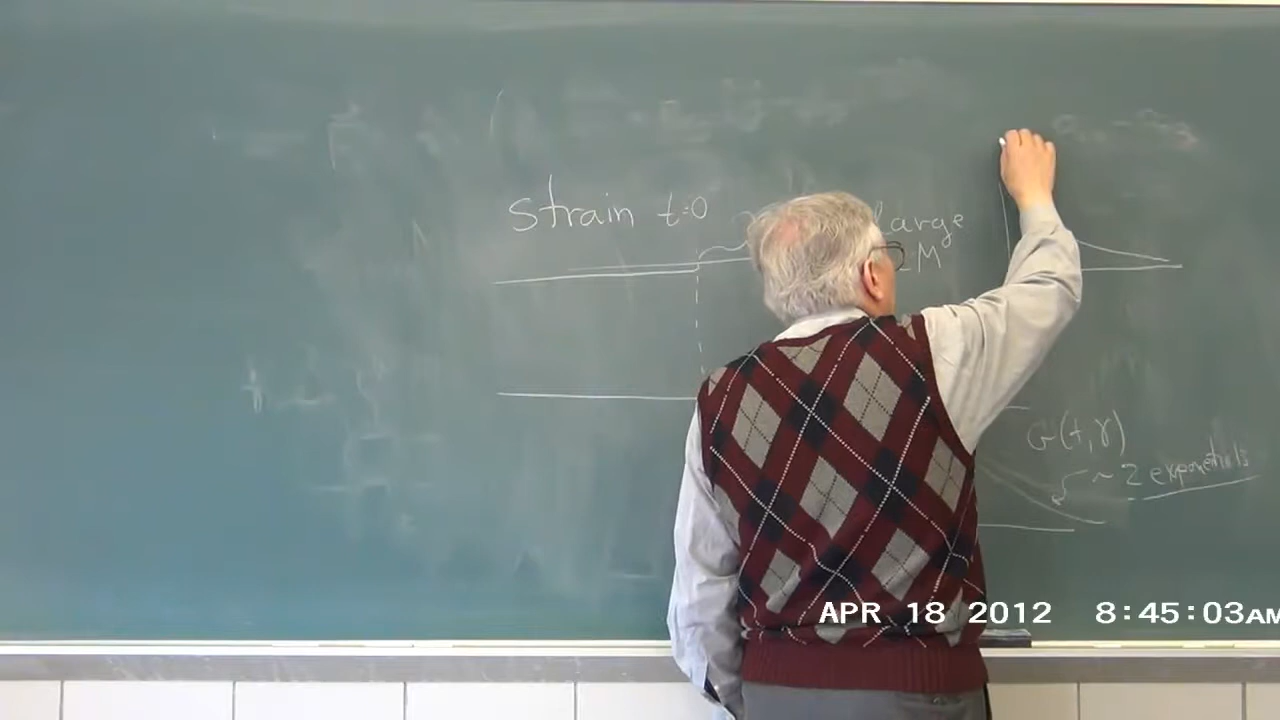 Strain t=0
Large
M
G(t, γ)
~ 2 exponentials
APR 18 2012 8:45:03AM